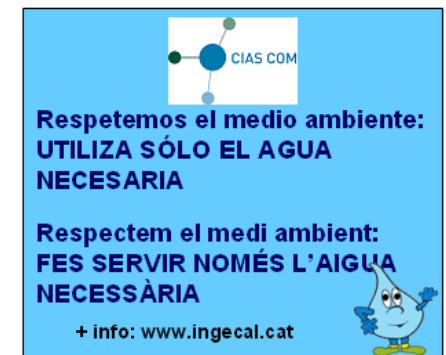 CIAS COM
Respetemos el medio ambiente:
UTILIZA SÓLO EL AGUA
NECESARIA
Respectem el medi ambient:
FES SERVIR NOMÉS L'AIGUA
NECESSÀRIA
+ info: www.ingecal.cat